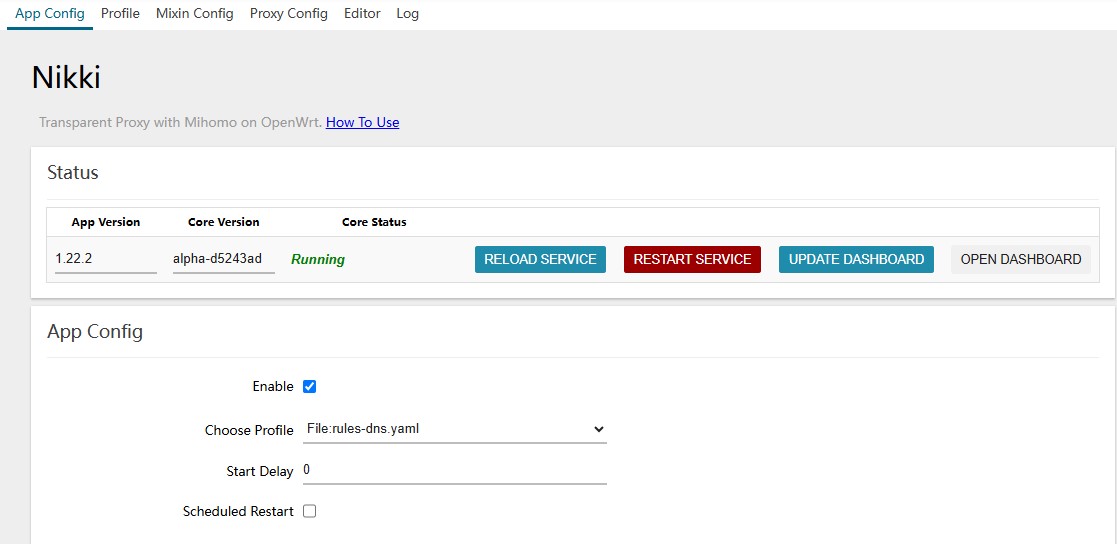 App Config Profile Mixin Config Proxy Config Editor Log
Nikki
Transparent Proxy with Mihomo on OpenWrt. How To Use
Status
App Version Core Version Core Status
1.22.2 alpha-d5243ad Running RELOAD SERVICE RESTART SERVICE UPDATE DASHBOARD OPEN DASHBOARD
App Config
Enable
Choose Profile File:rules-dns.yaml
Start Delay 0
Scheduled Restart